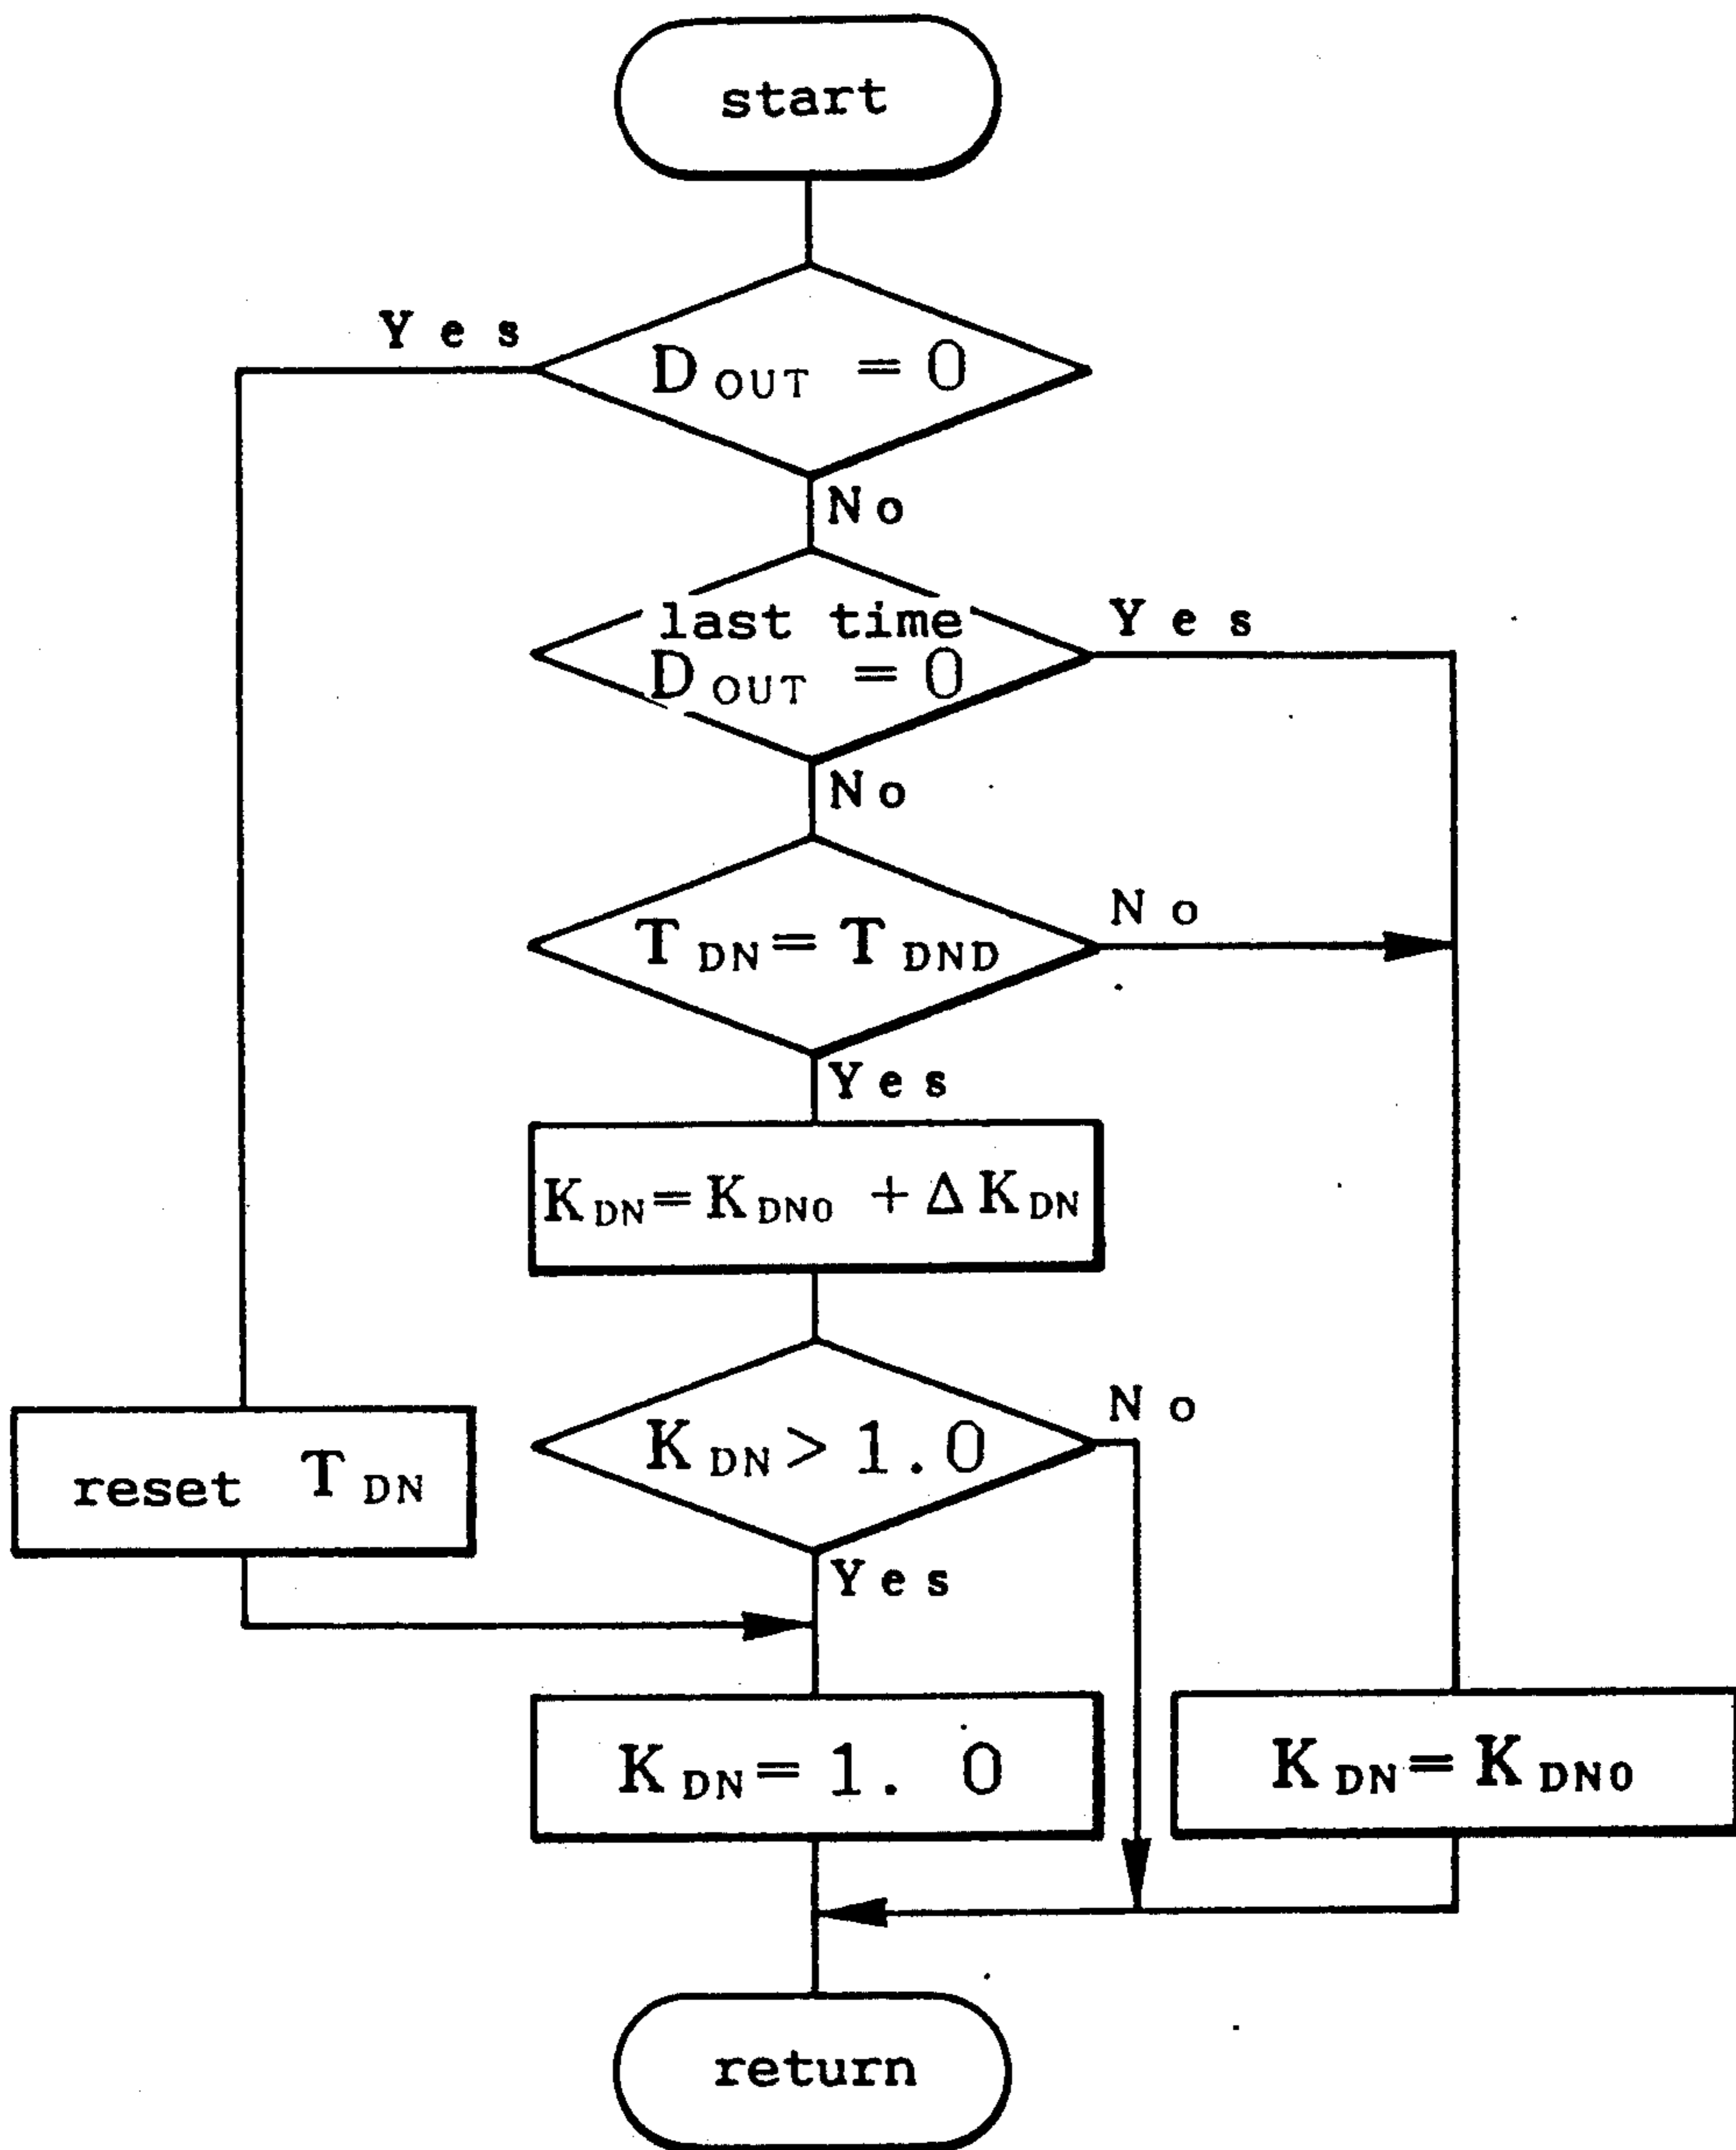 start
Yes
D OUT = 0
No
last time
D OUT = 0
Yes
No
T DN = T DND
No
Yes
K DN = K DN0 + Δ K DN
K DN > 1.0
No
reset T DN
Yes
K DN = 1. 0
K DN = K DN0
return